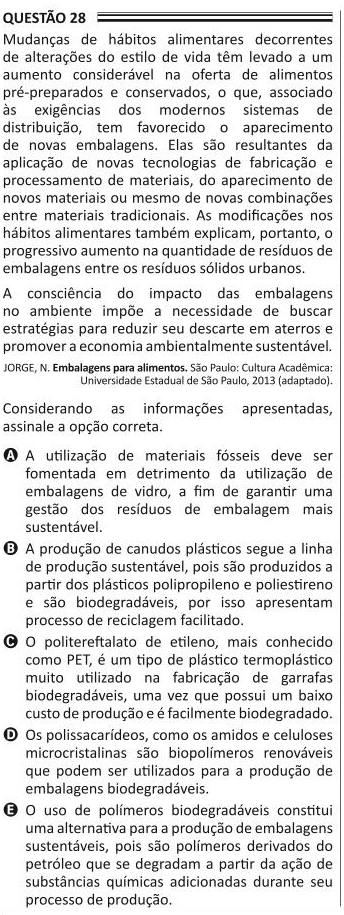 QUESTÃO 28
Mudanças de hábitos alimentares decorrentes
de alterações do estilo de vida têm levado a um
aumento considerável na oferta de alimentos
pré-preparados e conservados, o que, associado
às exigências dos modernos sistemas de
distribuição, tem favorecido o aparecimento
de novas embalagens. Elas são resultantes da
aplicação de novas tecnologias de fabricação e
processamento de materiais, do aparecimento de
novos materiais ou mesmo de novas combinações
entre materiais tradicionais. As modificações nos
hábitos alimentares também explicam, portanto, o
progressivo aumento na quantidade de resíduos de
embalagens entre os resíduos sólidos urbanos.
A consciência do impacto das embalagens
no ambiente impõe a necessidade de buscar
estratégias para reduzir seu descarte em aterros e
promover a economia ambientalmente sustentável.
JORGE, N. Embalagens para alimentos. São Paulo: Cultura Acadêmica:
Universidade Estadual de São Paulo, 2013 (adaptado).
Considerando as informações apresentadas,
assinale a opção correta.
A A utilização de materiais fósseis deve ser
fomentada em detrimento da utilização de
embalagens de vidro, a fim de garantir uma
gestão dos resíduos de embalagem mais
sustentável.
B A produção de canudos plásticos segue a linha
de produção sustentável, pois são produzidos a
partir dos plásticos polipropileno e poliestireno
e são biodegradáveis, por isso apresentam
processo de reciclagem facilitado.
C O politereftalato de etileno, mais conhecido
como PET, é um tipo de plástico termoplástico
muito utilizado na fabricação de garrafas
biodegradáveis, uma vez que possui um baixo
custo de produção e é facilmente biodegradado.
D Os polissacarídeos, como os amidos e celuloses
microcristalinas são biopolímeros renováveis
que podem ser utilizados para a produção de
embalagens biodegradáveis.
E O uso de polímeros biodegradáveis constitui
uma alternativa para a produção de embalagens
sustentáveis, pois são polímeros derivados do
petróleo que se degradam a partir da ação de
substâncias químicas adicionadas durante seu
processo de produção.